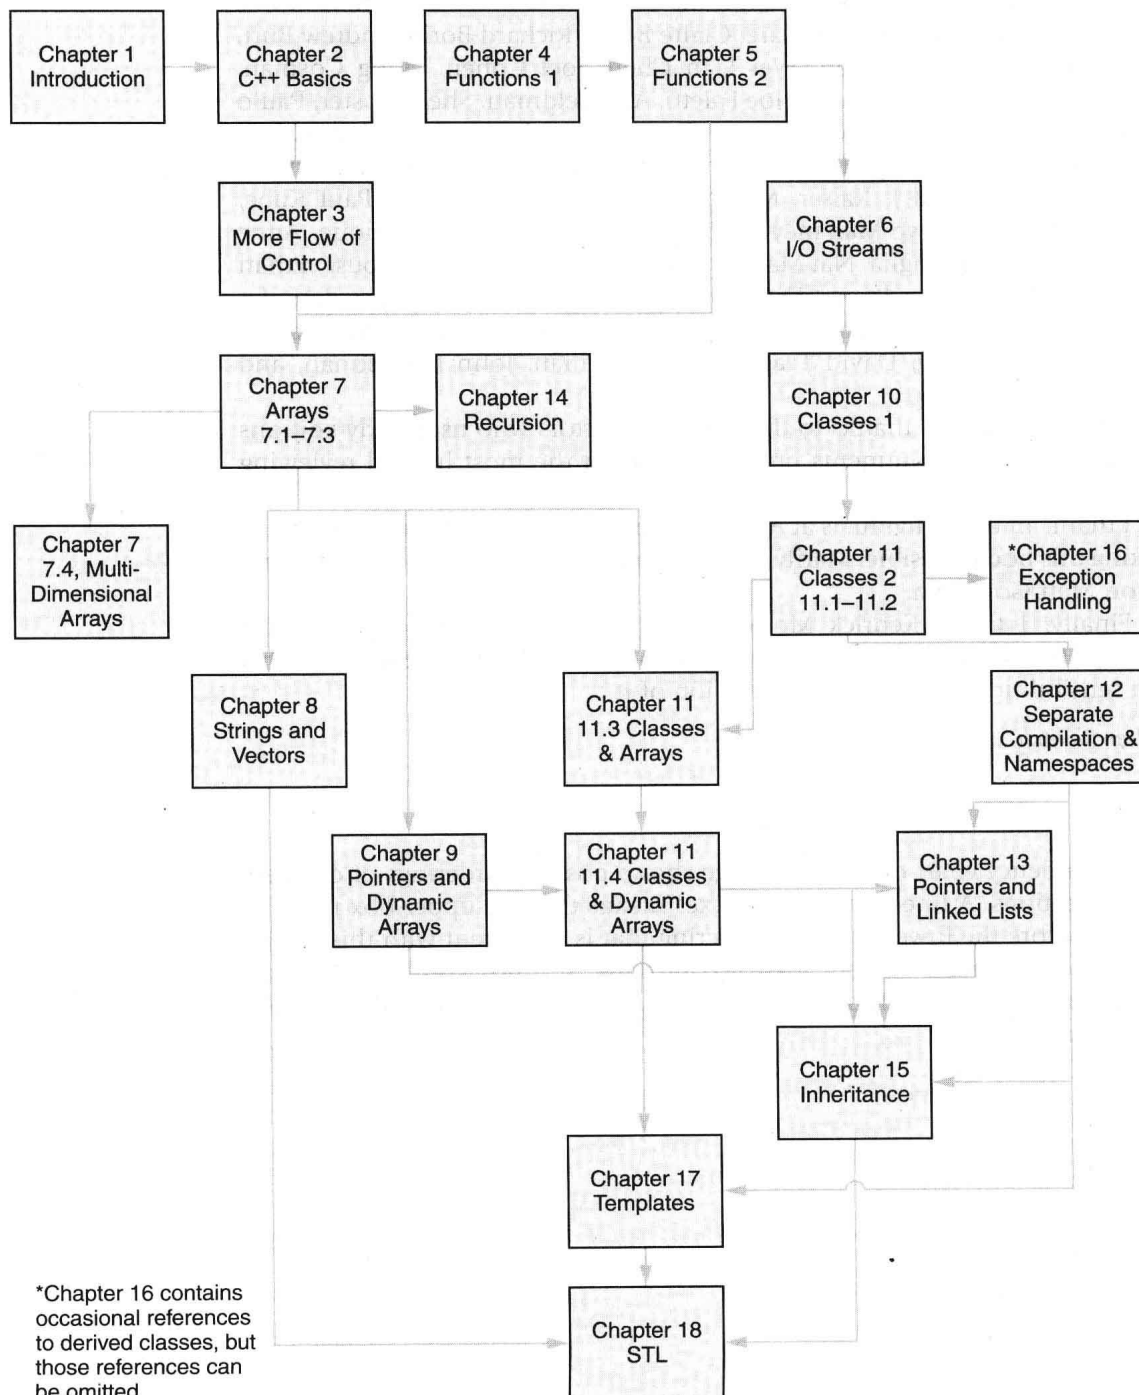 Chapter 1
Introduction
Chapter 2
C++ Basics
Chapter 4
Functions 1
Chapter 5
Functions 2
Chapter 3
More Flow of
Control
Chapter 6
I/O Streams
Chapter 7
Arrays
7.1–7.3
Chapter 14
Recursion
Chapter 10
Classes 1
Chapter 7
7.4, Multi-
Dimensional
Arrays
Chapter 11
Classes 2
11.1–11.2
*Chapter 16
Exception
Handling
Chapter 8
Strings and
Vectors
Chapter 11
11.3 Classes
& Arrays
Chapter 12
Separate
Compilation &
Namespaces
Chapter 9
Pointers and
Dynamic
Arrays
Chapter 11
11.4 Classes
& Dynamic
Arrays
Chapter 13
Pointers and
Linked Lists
Chapter 15
Inheritance
Chapter 17
Templates
Chapter 18
STL
*Chapter 16 contains
occasional references
to derived classes, but
those references can
be omitted